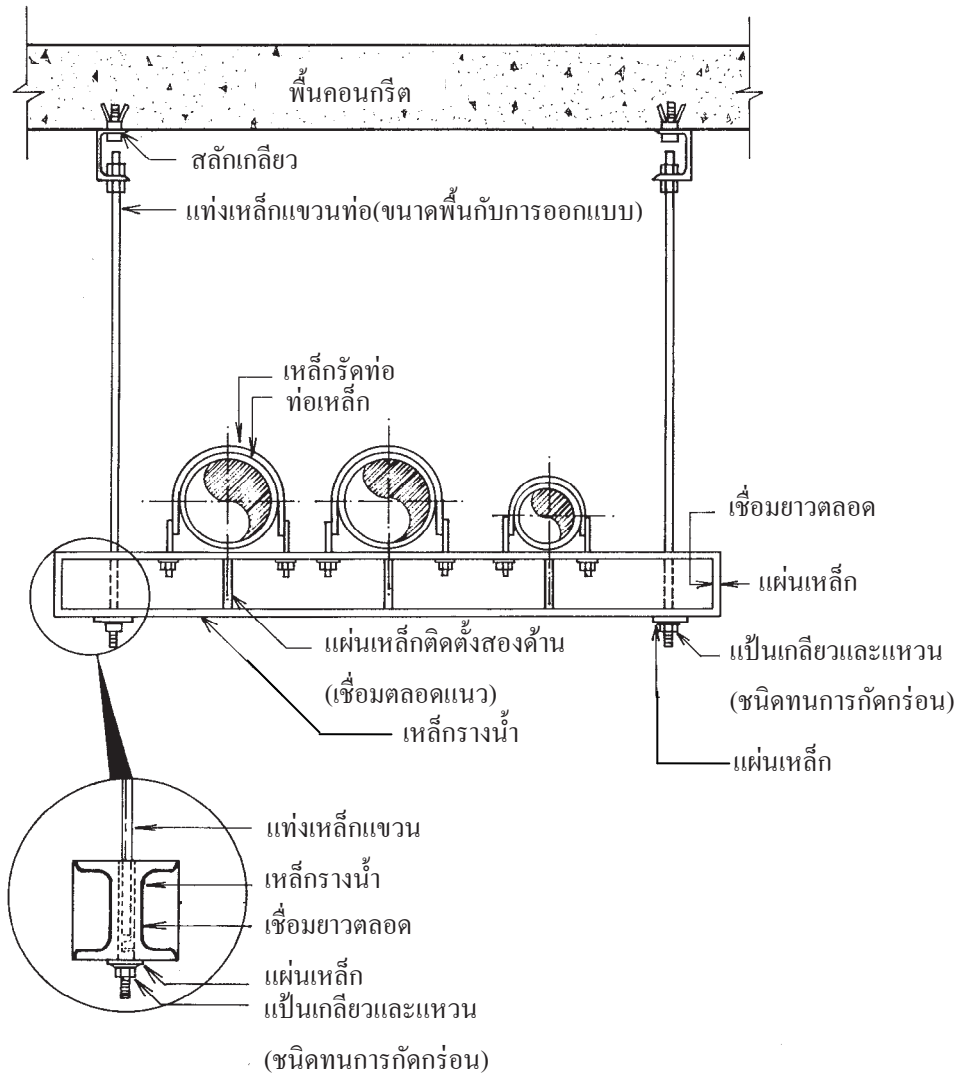 พื้นคอนกรีต
สลักเกลียว
แท่งเหล็กแขวนท่อ(ขนาดพื้นกับการออกแบบ)
เหล็กรัดท่อ
ท่อเหล็ก
เชื่อมยาวตลอด
แผ่นเหล็ก
แผ่นเหล็กติดตั้งสองด้าน
(เชื่อมตลอดแนว)
เหล็กรางน้ำ
แป้นเกลียวและแหวน
(ชนิดทนการกัดกร่อน)
แผ่นเหล็ก
แท่งเหล็กแขวน
เหล็กรางน้ำ
เชื่อมยาวตลอด
แผ่นเหล็ก
แป้นเกลียวและแหวน
(ชนิดทนการกัดกร่อน)